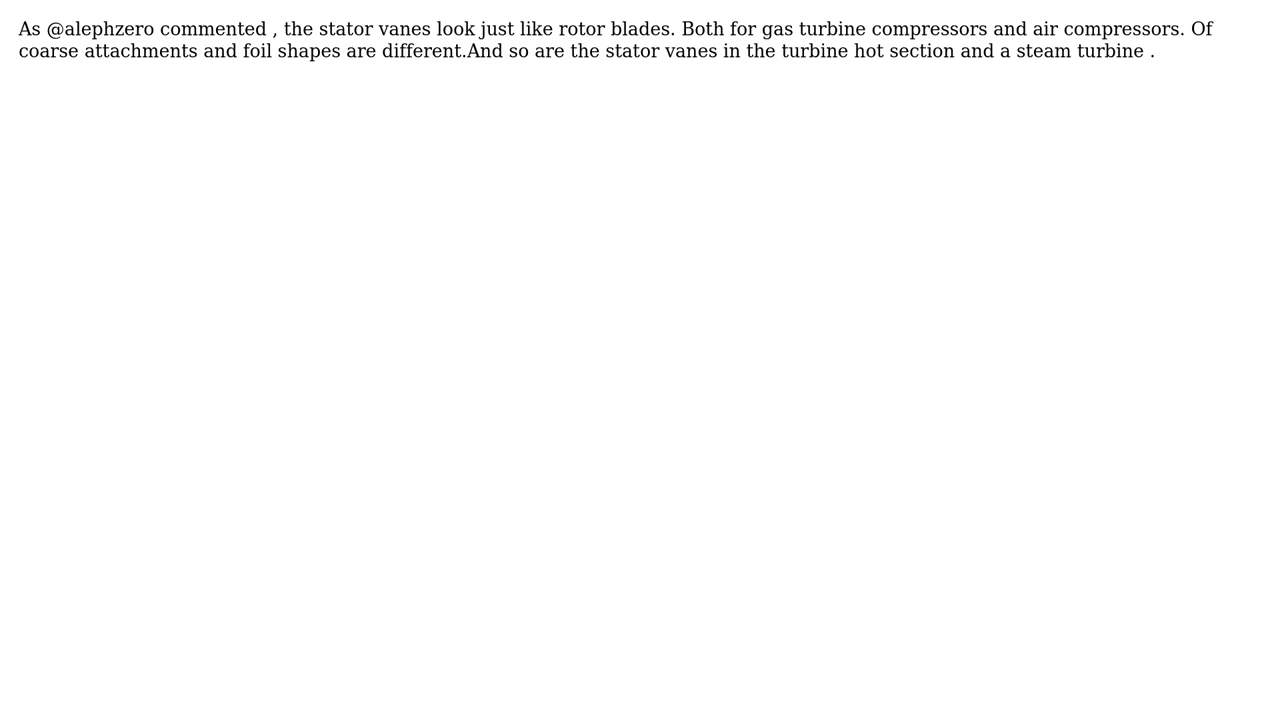 As @alephzero commented , the stator vanes look just like rotor blades. Both for gas turbine compressors and air compressors. Of
coarse attachments and foil shapes are different.And so are the stator vanes in the turbine hot section and a steam turbine .